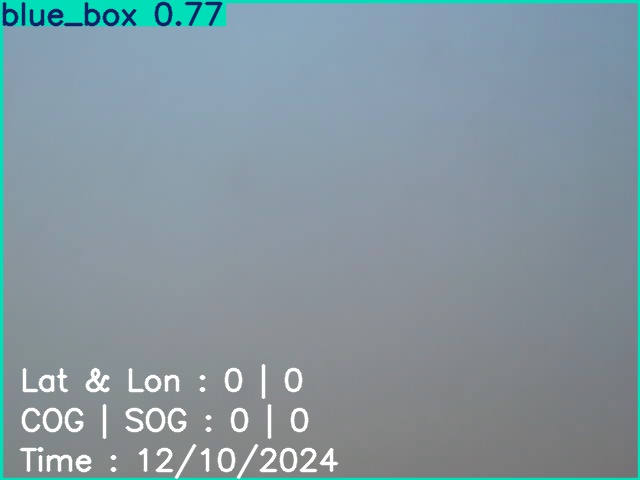 blue_box 0.77
Lat & Lon : 0 | 0
COG | SOG : 0 | 0
Time : 12/10/2024